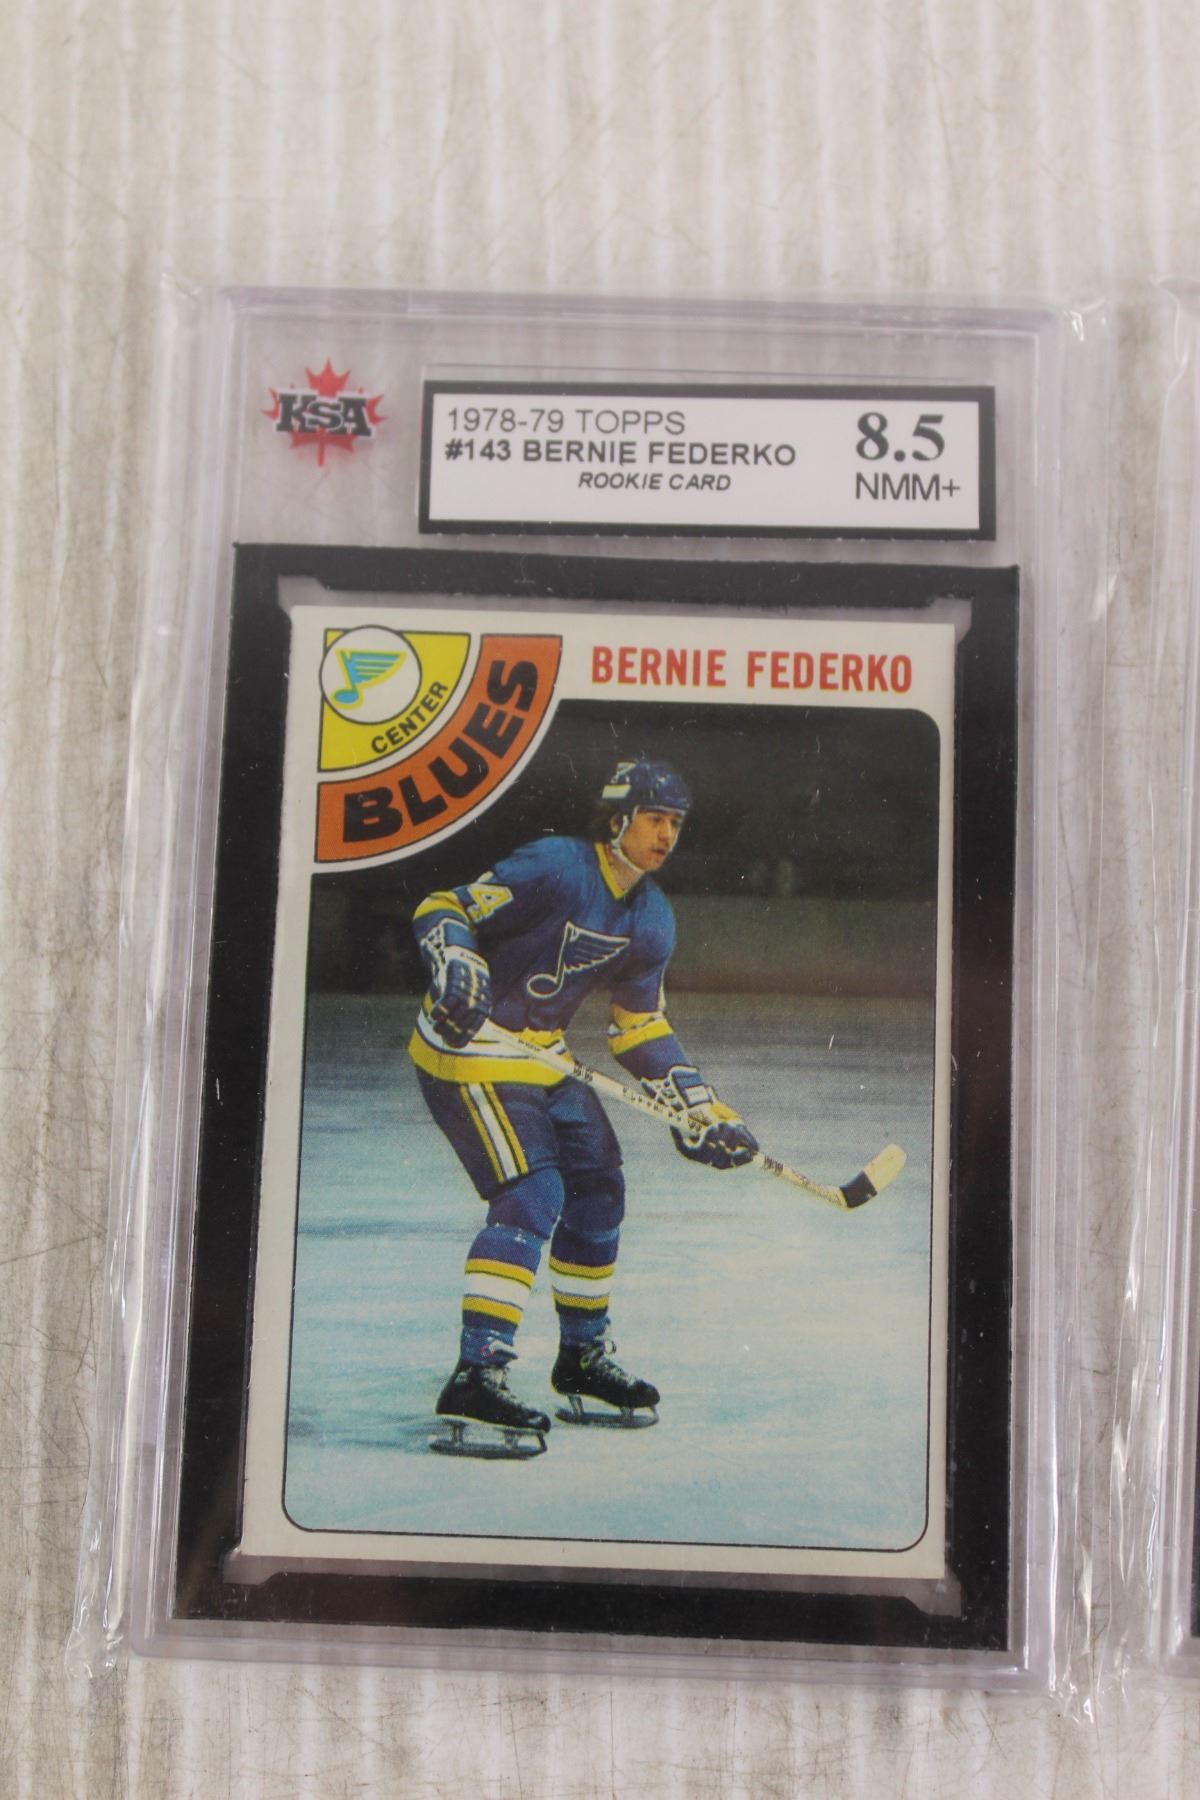 KSA
1978-79 TOPPS
#143 BERNIE FEDERKO
ROOKIE CARD
8.5
NMM+
CENTER
BLUES
BERNIE FEDERKO